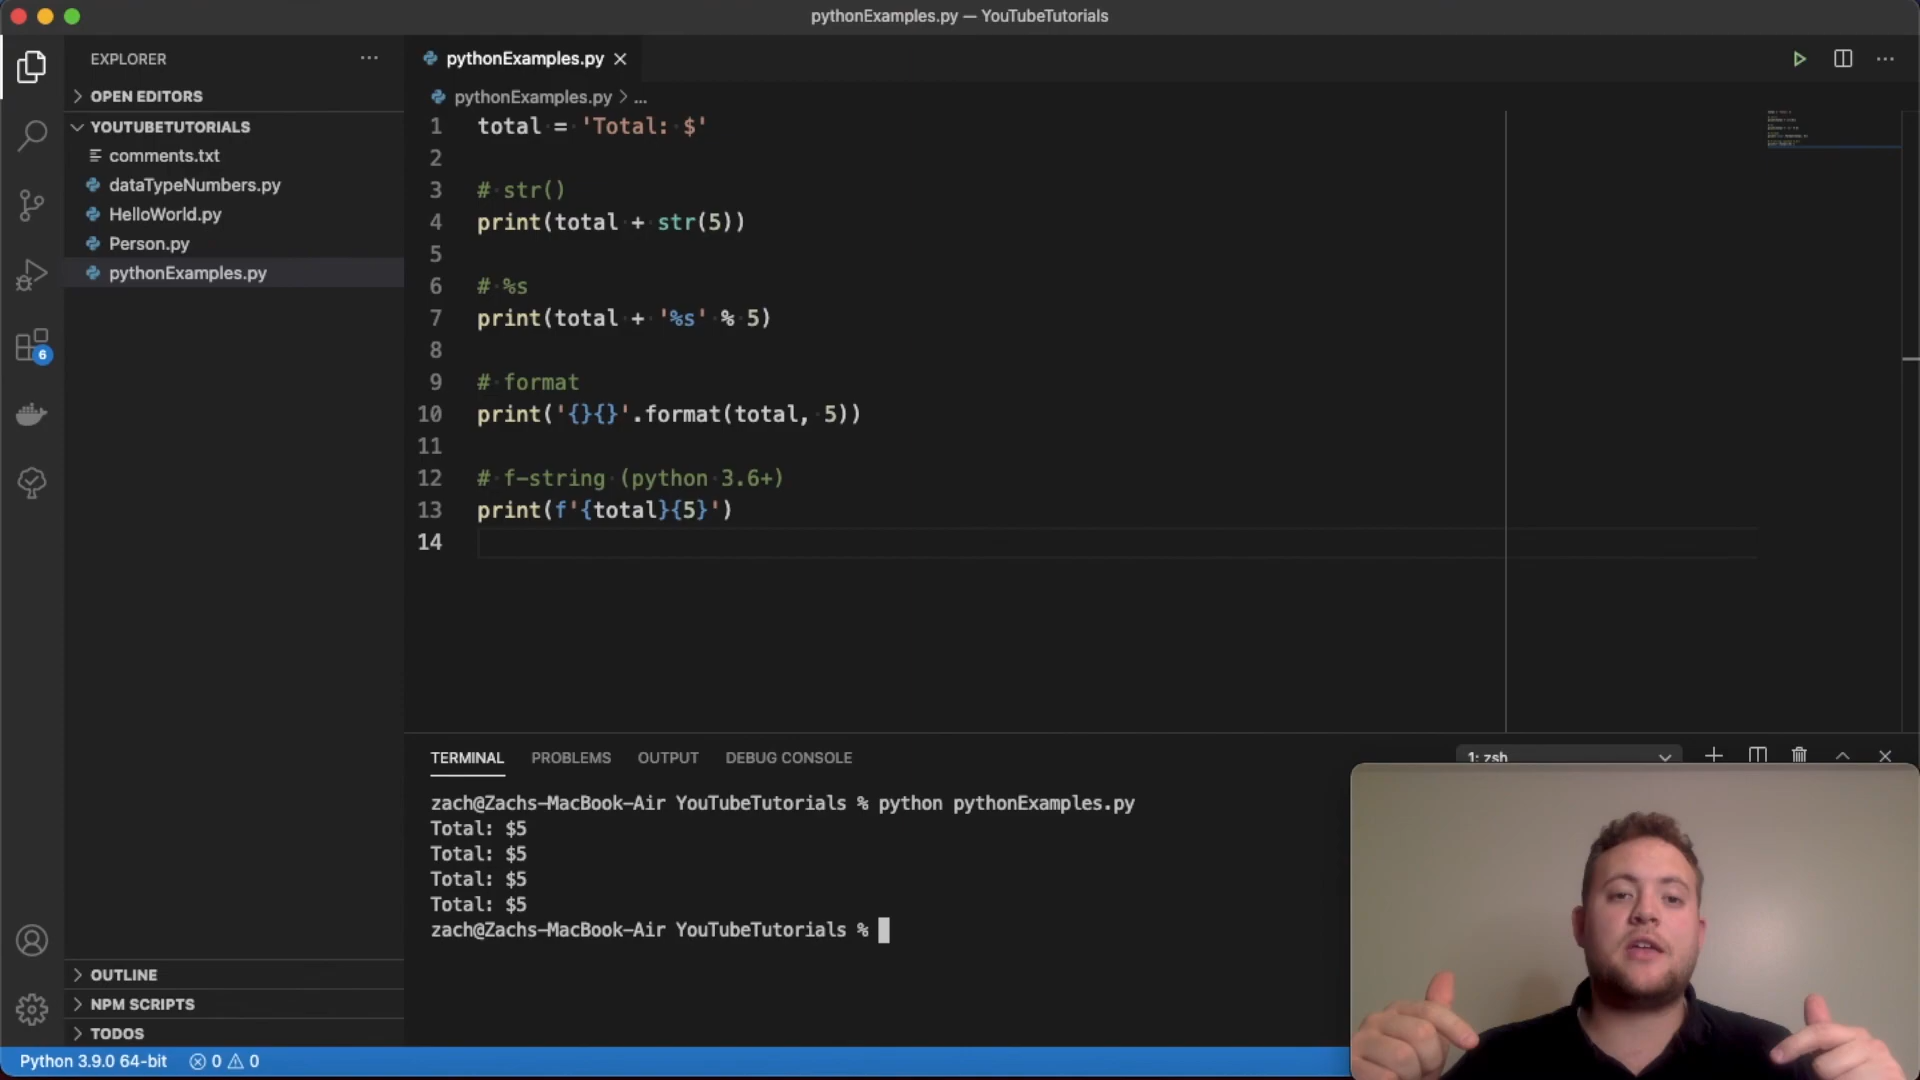 pythonExamples.py — YouTubeTutorials
EXPLORER
OPEN EDITORS
YOUTUBETUTORIALS
comments.txt
dataTypeNumbers.py
HelloWorld.py
Person.py
pythonExamples.py
6
OUTLINE
NPM SCRIPTS
TODOS
pythonExamples.py
pythonExamples.py > ...
1 total = 'Total: $'
2
3 # str()
4 print(total + str(5))
5
6 # %s
7 print(total + '%s' % 5)
8
9 # format
10 print('{}{}'.format(total, 5))
11
12 # f-string (python 3.6+)
13 print(f'{total}{5}')
14
TERMINAL PROBLEMS OUTPUT DEBUG CONSOLE 1: zsh
zach@Zachs-MacBook-Air YouTubeTutorials % python pythonExamples.py
Total: $5
Total: $5
Total: $5
Total: $5
zach@Zachs-MacBook-Air YouTubeTutorials %
Python 3.9.0 64-bit 0 0